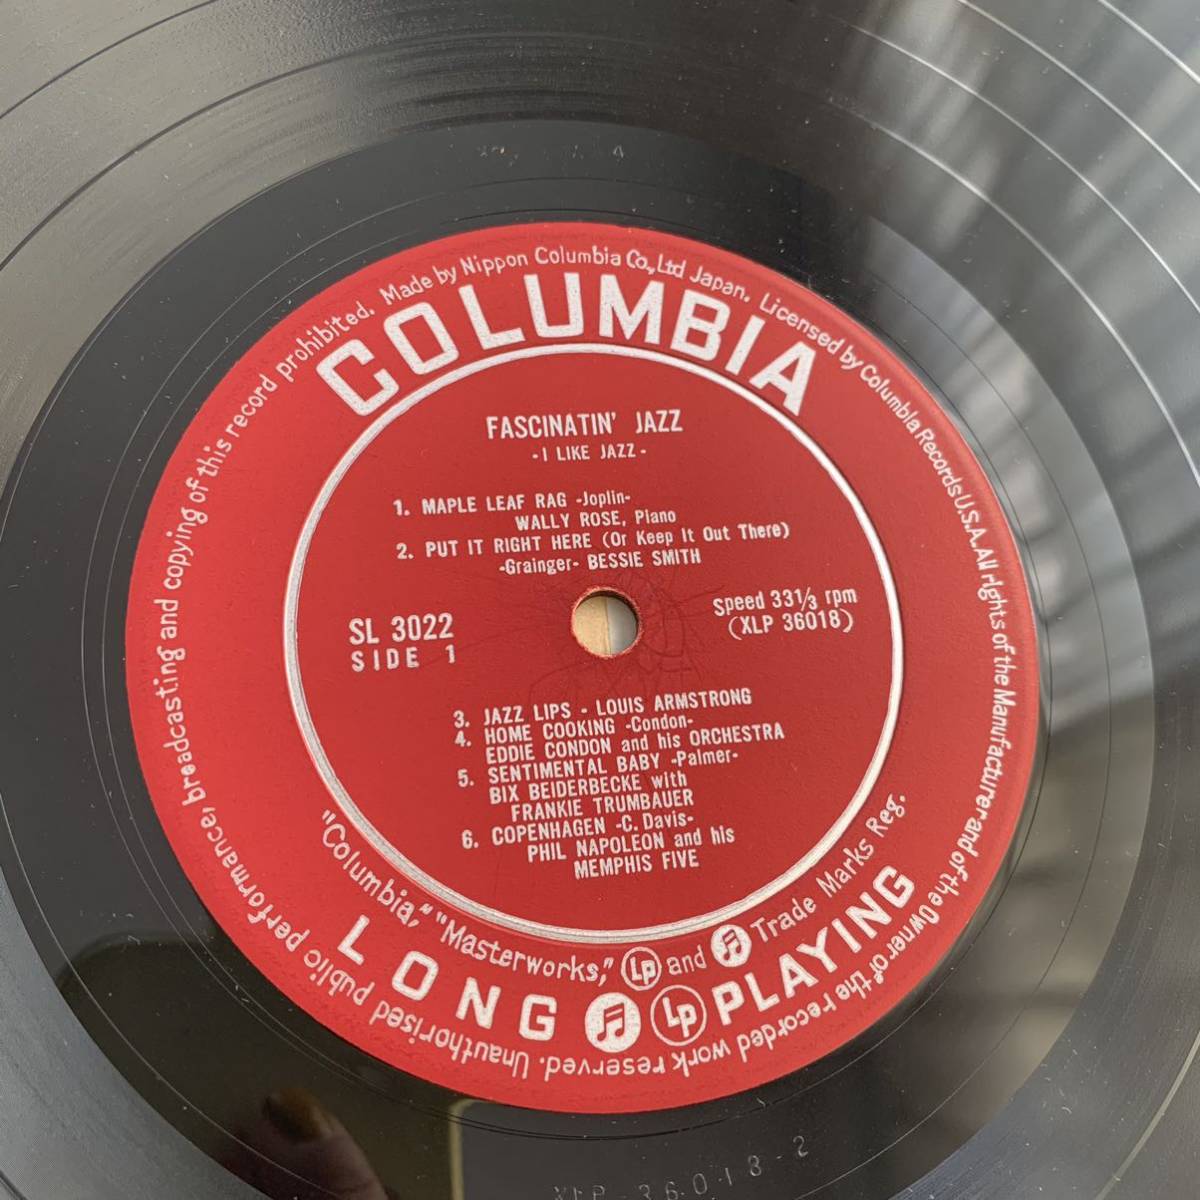 Made by Nippon Columbia Co., Ltd Japan. Licensed by Columbia Records U.S.A. All rights of the Manufacturer and of the Owner of the recorded work reserved. Unauthorised public performance, broadcasting and copying of this record prohibited.
COLUMBIA
FASCINATIN' JAZZ
- I LIKE JAZZ -
1. MAPLE LEAF RAG -Joplin-
WALLY ROSE, Piano
2. PUT IT RIGHT HERE (Or Keep It Out There)
-Grainger- BESSIE SMITH
SL 3022
SIDE 1
Speed 33 1/3 rpm
(XLP 36018)
3. JAZZ LIPS - LOUIS ARMSTRONG
4. HOME COOKING -Condon-
EDDIE CONDON and his ORCHESTRA
5. SENTIMENTAL BABY -Palmer-
BIX BEIDERBECKE with
FRANKIE TRUMBAUER
6. COPENHAGEN -C. Davis-
PHIL NAPOLEON and his
MEMPHIS FIVE
"Columbia," "Masterworks," Lp and Trade Marks Reg.
LONG Lp PLAYING
XLP 36018-2